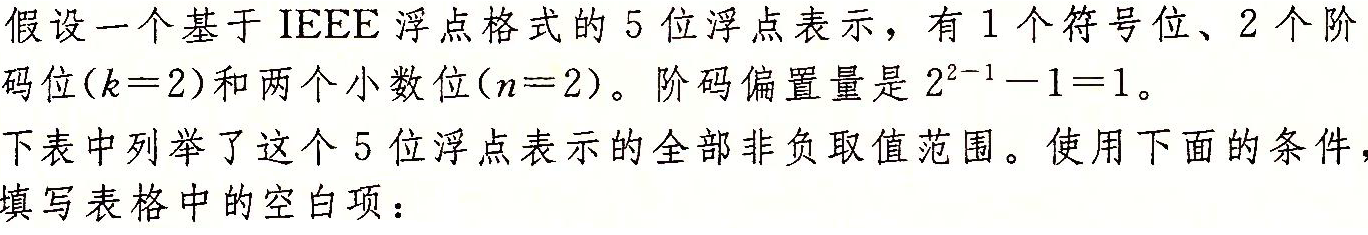 假设一个基于 IEEE 浮点格式的 5 位浮点表示，有 1 个符号位、2 个阶
码位(k=2)和两个小数位(n=2)。阶码偏置量是 2²⁻¹－1＝1。
下表中列举了这个 5 位浮点表示的全部非负取值范围。使用下面的条件，
填写表格中的空白项：